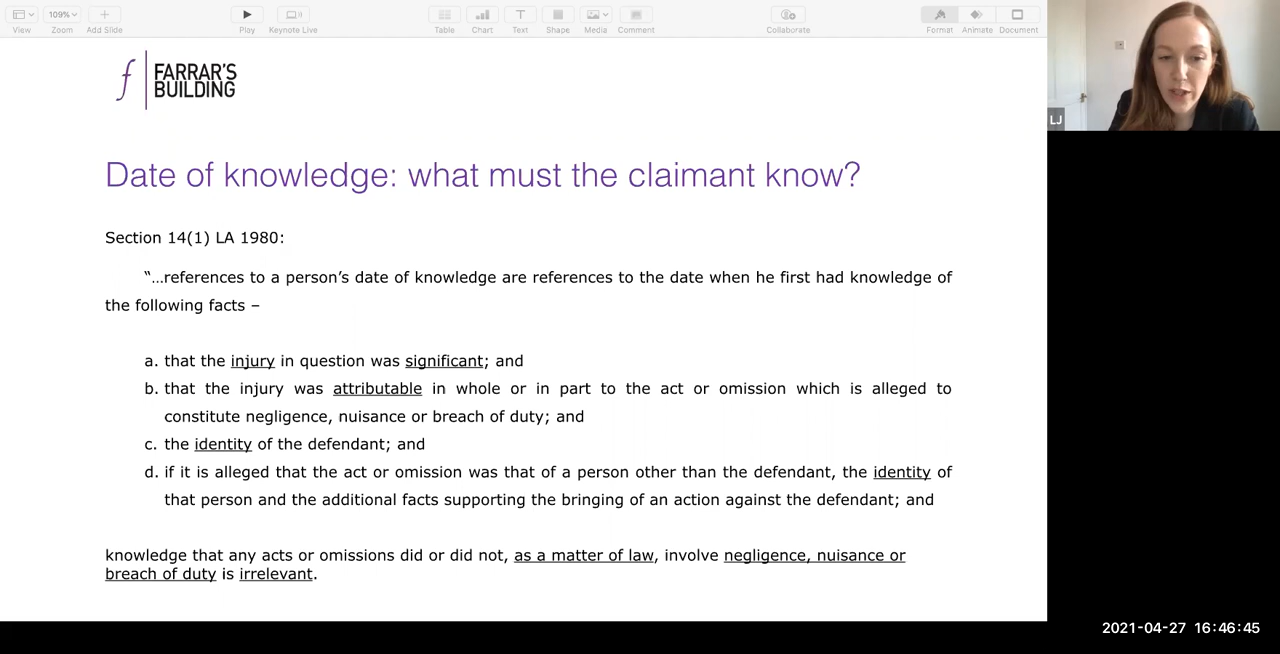 109%
View
Zoom
Add Slide
Play
Keynote Live
Table
Chart
Text
Shape
Media
Comment
Collaborate
Format
Animate
Document
f
FARRAR'S
BUILDING
LJ
Date of knowledge: what must the claimant know?
Section 14(1) LA 1980:
“…references to a person’s date of knowledge are references to the date when he first had knowledge of
the following facts –
a. that the injury in question was significant; and
b. that the injury was attributable in whole or in part to the act or omission which is alleged to
constitute negligence, nuisance or breach of duty; and
c. the identity of the defendant; and
d. if it is alleged that the act or omission was that of a person other than the defendant, the identity of
that person and the additional facts supporting the bringing of an action against the defendant; and
knowledge that any acts or omissions did or did not, as a matter of law, involve negligence, nuisance or
breach of duty is irrelevant.
2021-04-27 16:46:45